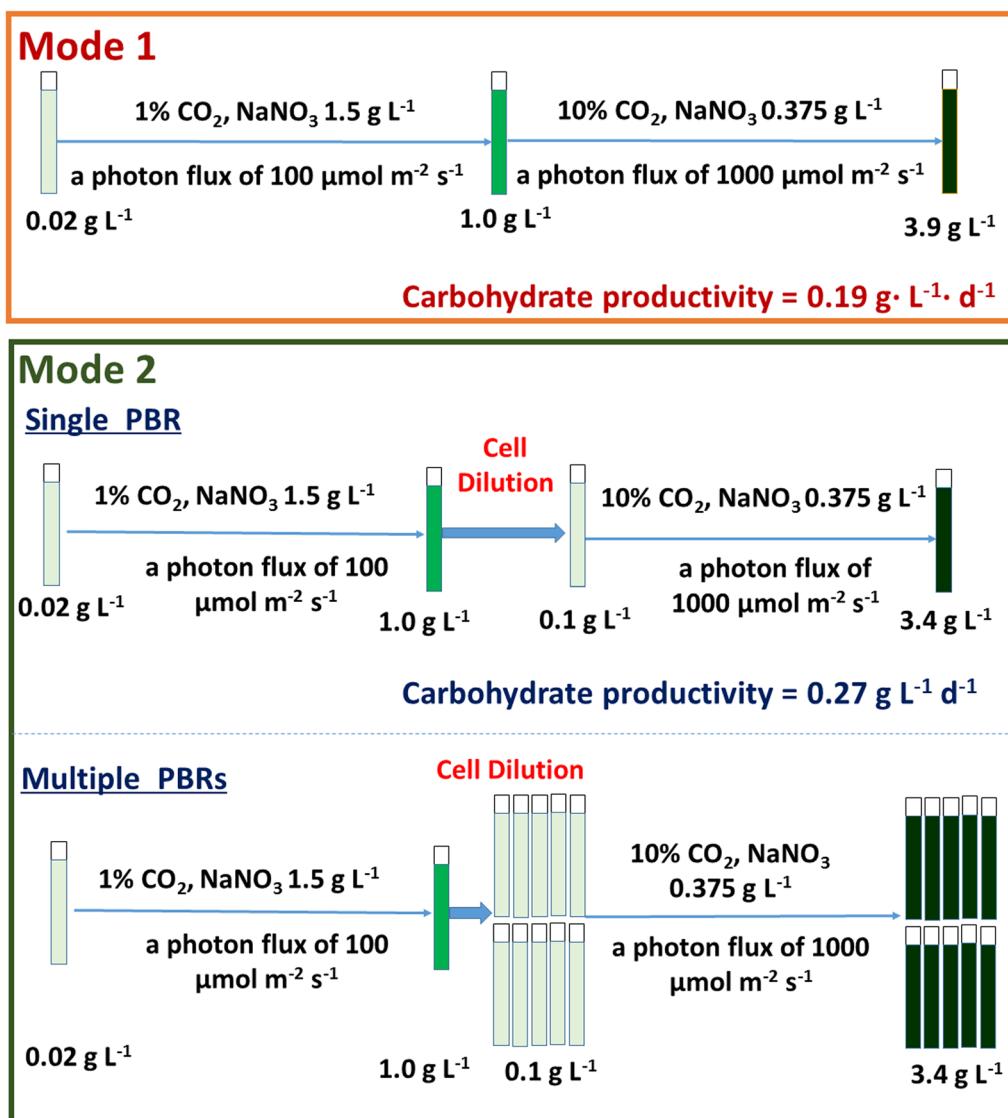 Mode 1
1% CO₂, NaNO₃ 1.5 g L⁻¹
10% CO₂, NaNO₃ 0.375 g L⁻¹
a photon flux of 100 μmol m⁻² s⁻¹
a photon flux of 1000 μmol m⁻² s⁻¹
0.02 g L⁻¹
1.0 g L⁻¹
3.9 g L⁻¹
Carbohydrate productivity = 0.19 g· L⁻¹· d⁻¹
Mode 2
Single PBR
Cell
Dilution
1% CO₂, NaNO₃ 1.5 g L⁻¹
10% CO₂, NaNO₃ 0.375 g L⁻¹
a photon flux of 100
μmol m⁻² s⁻¹
a photon flux of
1000 μmol m⁻² s⁻¹
0.02 g L⁻¹
1.0 g L⁻¹
0.1 g L⁻¹
3.4 g L⁻¹
Carbohydrate productivity = 0.27 g L⁻¹ d⁻¹
Multiple PBRs
Cell Dilution
1% CO₂, NaNO₃ 1.5 g L⁻¹
10% CO₂, NaNO₃
0.375 g L⁻¹
a photon flux of 100
μmol m⁻² s⁻¹
a photon flux of 1000
μmol m⁻² s⁻¹
0.02 g L⁻¹
1.0 g L⁻¹
0.1 g L⁻¹
3.4 g L⁻¹